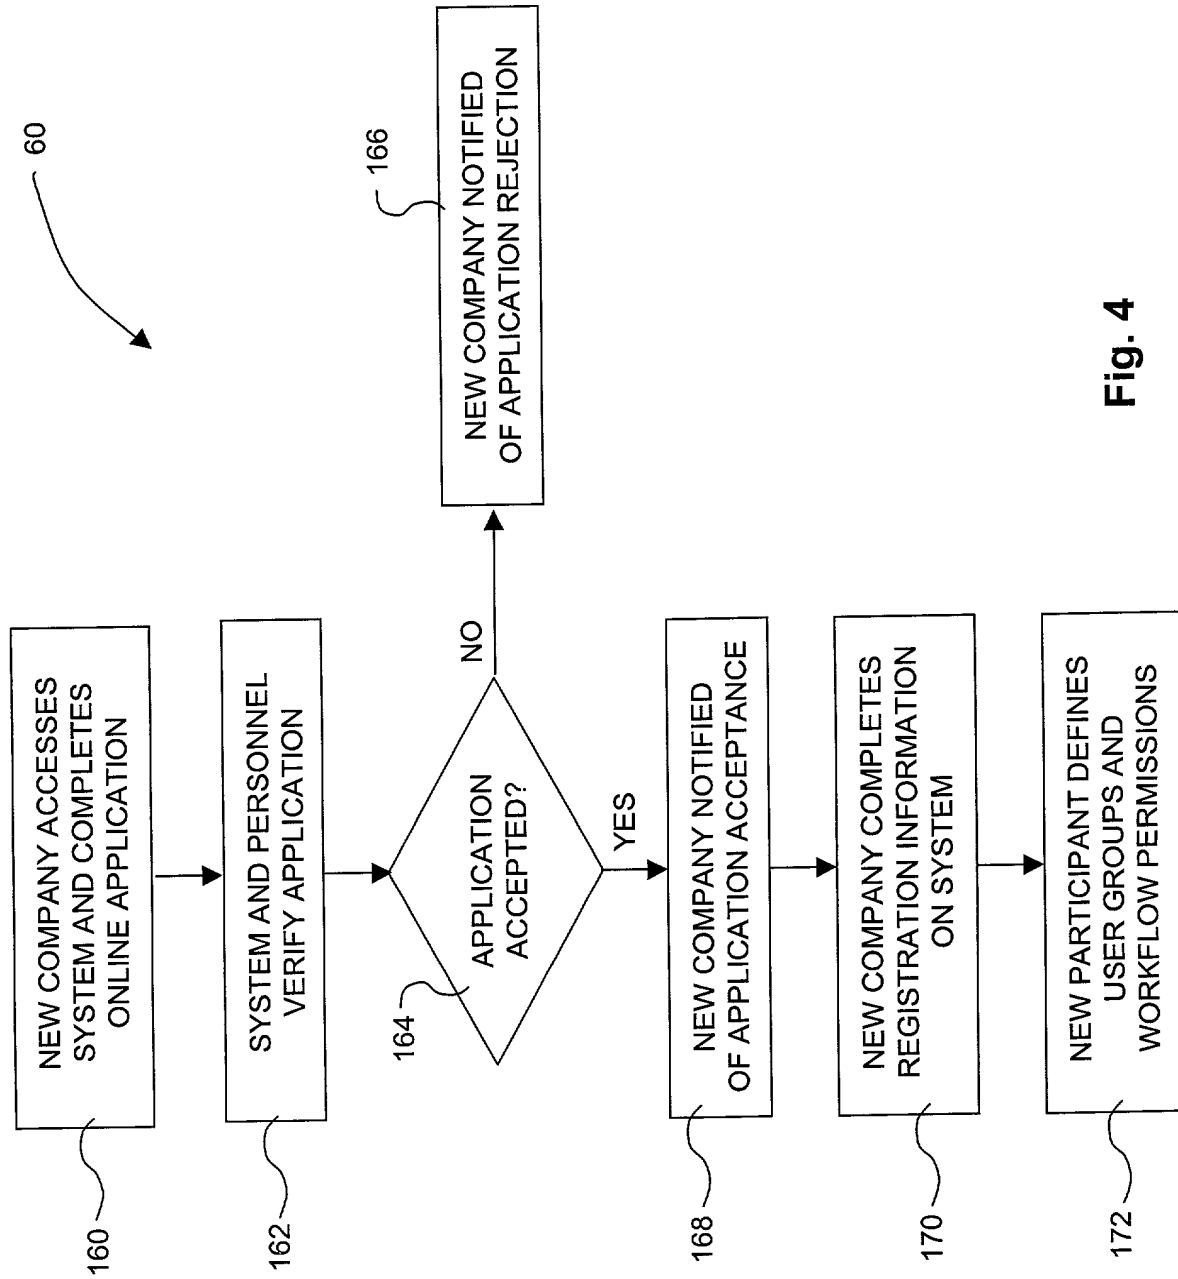 60
160
NEW COMPANY ACCESSES
SYSTEM AND COMPLETES
ONLINE APPLICATION
162
SYSTEM AND PERSONNEL
VERIFY APPLICATION
164
APPLICATION
ACCEPTED?
NO
166
NEW COMPANY NOTIFIED
OF APPLICATION REJECTION
YES
168
NEW COMPANY NOTIFIED
OF APPLICATION ACCEPTANCE
170
NEW COMPANY COMPLETES
REGISTRATION INFORMATION
ON SYSTEM
172
NEW PARTICIPANT DEFINES
USER GROUPS AND
WORKFLOW PERMISSIONS
Fig. 4